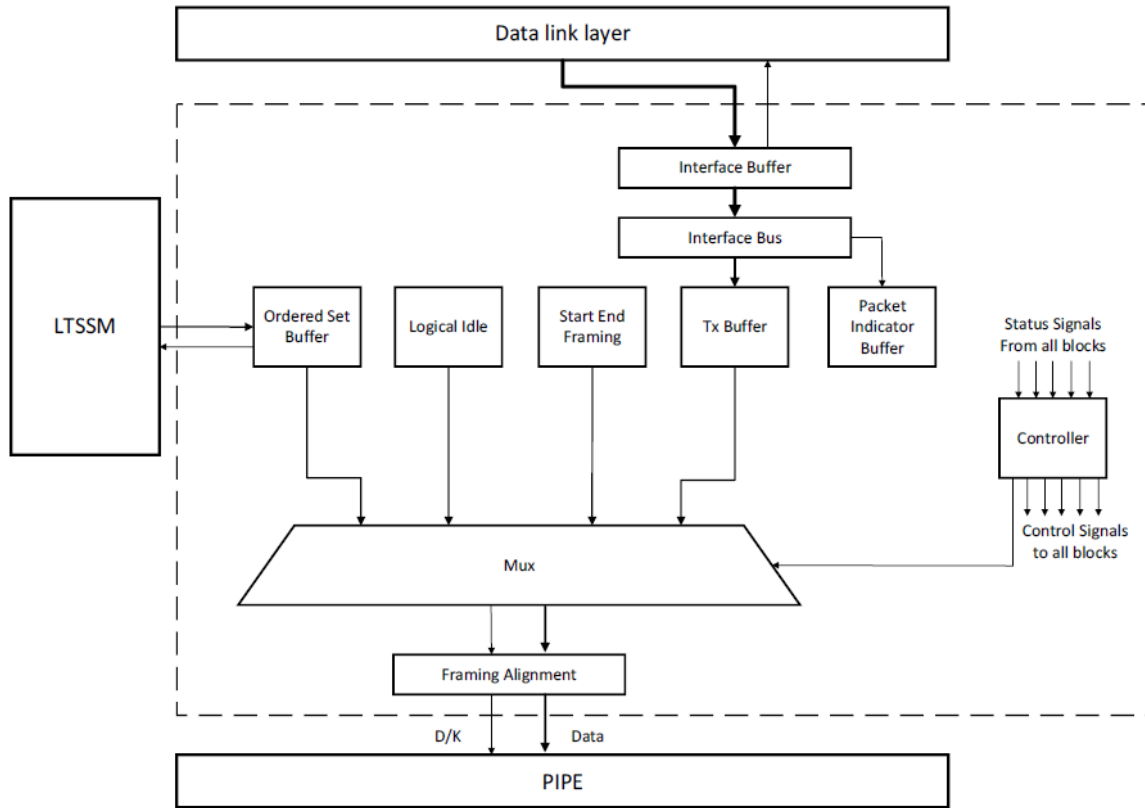 Data link layer
Interface Buffer
Interface Bus
LTSSM
Ordered Set
Buffer
Logical Idle
Start End
Framing
Tx Buffer
Packet
Indicator
Buffer
Status Signals
From all blocks
Controller
Control Signals
to all blocks
Mux
Framing Alignment
D/K
Data
PIPE